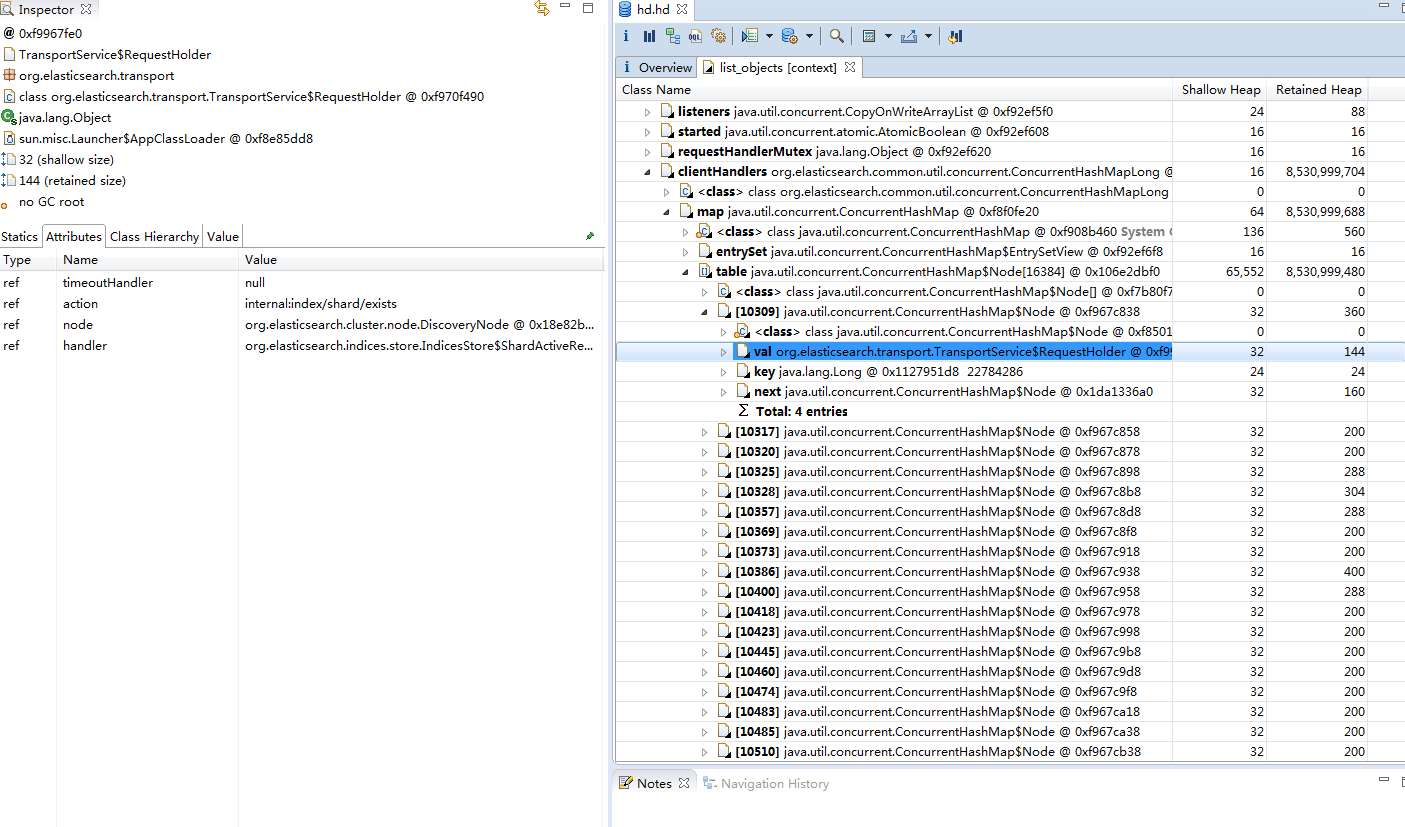 Inspector
@ 0xf9967fe0
TransportService$RequestHolder
org.elasticsearch.transport
class org.elasticsearch.transport.TransportService$RequestHolder @ 0xf970f490
java.lang.Object
sun.misc.Launcher$AppClassLoader @ 0xf8e85dd8
32 (shallow size)
144 (retained size)
no GC root
Statics Attributes Class Hierarchy Value
Type Name Value
ref timeoutHandler null
ref action internal:index/shard/exists
ref node org.elasticsearch.cluster.node.DiscoveryNode @ 0x18e82b...
ref handler org.elasticsearch.indices.store.IndicesStore$ShardActiveRe...
hd.hd
OQL
i Overview list_objects [context]
Class Name Shallow Heap Retained Heap
listeners java.util.concurrent.CopyOnWriteArrayList @ 0xf92ef5f0 24 88
started java.util.concurrent.atomic.AtomicBoolean @ 0xf92ef608 16 16
requestHandlerMutex java.lang.Object @ 0xf92ef620 16 16
clientHandlers org.elasticsearch.common.util.concurrent.ConcurrentHashMapLong @ 16 8,530,999,704
<class> class org.elasticsearch.common.util.concurrent.ConcurrentHashMapLong 0 0
map java.util.concurrent.ConcurrentHashMap @ 0xf8f0fe20 64 8,530,999,688
<class> class java.util.concurrent.ConcurrentHashMap @ 0xf908b460 System C 136 560
entrySet java.util.concurrent.ConcurrentHashMap$EntrySetView @ 0xf92ef6f8 16 16
table java.util.concurrent.ConcurrentHashMap$Node[16384] @ 0x106e2dbf0 65,552 8,530,999,480
<class> class java.util.concurrent.ConcurrentHashMap$Node[] @ 0xf7b80f7 0 0
[10309] java.util.concurrent.ConcurrentHashMap$Node @ 0xf967c838 32 360
<class> class java.util.concurrent.ConcurrentHashMap$Node @ 0xf8501 0 0
val org.elasticsearch.transport.TransportService$RequestHolder @ 0xf99 32 144
key java.lang.Long @ 0x1127951d8 22784286 24 24
next java.util.concurrent.ConcurrentHashMap$Node @ 0x1da1336a0 32 160
Σ Total: 4 entries
[10317] java.util.concurrent.ConcurrentHashMap$Node @ 0xf967c858 32 200
[10320] java.util.concurrent.ConcurrentHashMap$Node @ 0xf967c878 32 200
[10325] java.util.concurrent.ConcurrentHashMap$Node @ 0xf967c898 32 288
[10328] java.util.concurrent.ConcurrentHashMap$Node @ 0xf967c8b8 32 304
[10357] java.util.concurrent.ConcurrentHashMap$Node @ 0xf967c8d8 32 288
[10369] java.util.concurrent.ConcurrentHashMap$Node @ 0xf967c8f8 32 200
[10373] java.util.concurrent.ConcurrentHashMap$Node @ 0xf967c918 32 200
[10386] java.util.concurrent.ConcurrentHashMap$Node @ 0xf967c938 32 400
[10400] java.util.concurrent.ConcurrentHashMap$Node @ 0xf967c958 32 288
[10418] java.util.concurrent.ConcurrentHashMap$Node @ 0xf967c978 32 200
[10423] java.util.concurrent.ConcurrentHashMap$Node @ 0xf967c998 32 200
[10445] java.util.concurrent.ConcurrentHashMap$Node @ 0xf967c9b8 32 200
[10460] java.util.concurrent.ConcurrentHashMap$Node @ 0xf967c9d8 32 200
[10474] java.util.concurrent.ConcurrentHashMap$Node @ 0xf967c9f8 32 200
[10483] java.util.concurrent.ConcurrentHashMap$Node @ 0xf967ca18 32 200
[10485] java.util.concurrent.ConcurrentHashMap$Node @ 0xf967ca38 32 200
[10510] java.util.concurrent.ConcurrentHashMap$Node @ 0xf967cb38 32 200
Notes Navigation History